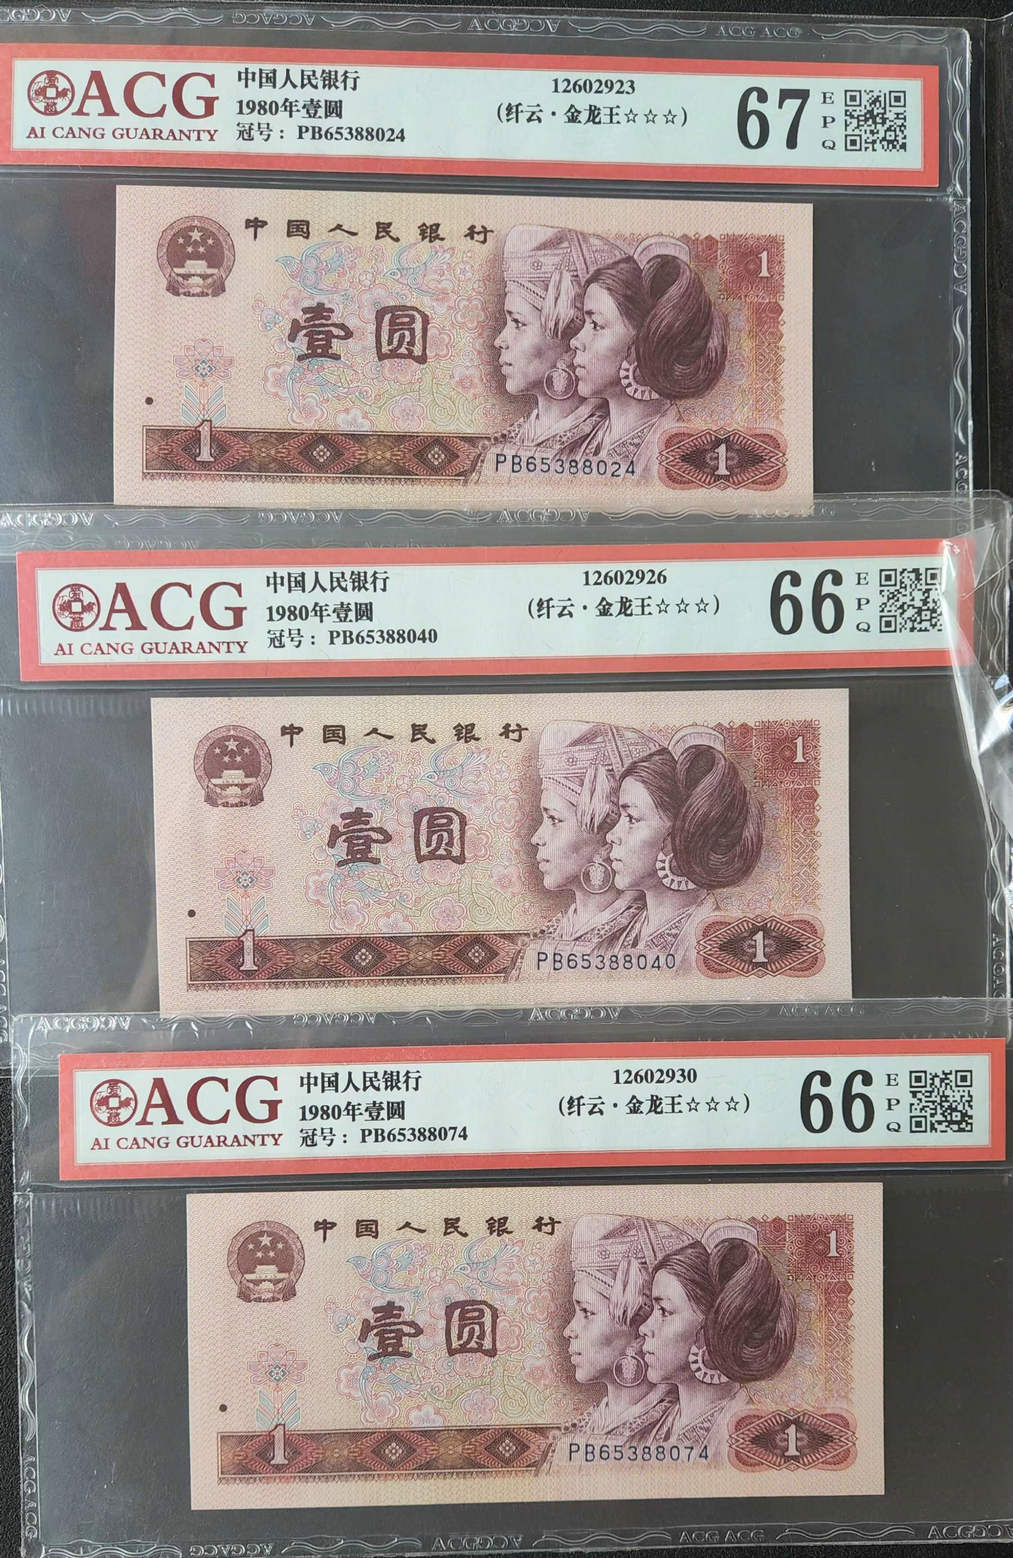 ACG
AI CANG GUARANTY
中国人民银行
1980年壹圆
冠号： PB65388024
12602923
(纤云·金龙王☆☆☆)
67
EPQ
中国人民银行
壹圆
1
1
PB65388024
1
ACG
AI CANG GUARANTY
中国人民银行
1980年壹圆
冠号： PB65388040
12602926
(纤云·金龙王☆☆☆)
66
EPQ
中国人民银行
壹圆
1
1
PB65388040
1
ACG
AI CANG GUARANTY
中国人民银行
1980年壹圆
冠号： PB65388074
12602930
(纤云·金龙王☆☆☆)
66
EPQ
中国人民银行
壹圆
1
1
PB65388074
1